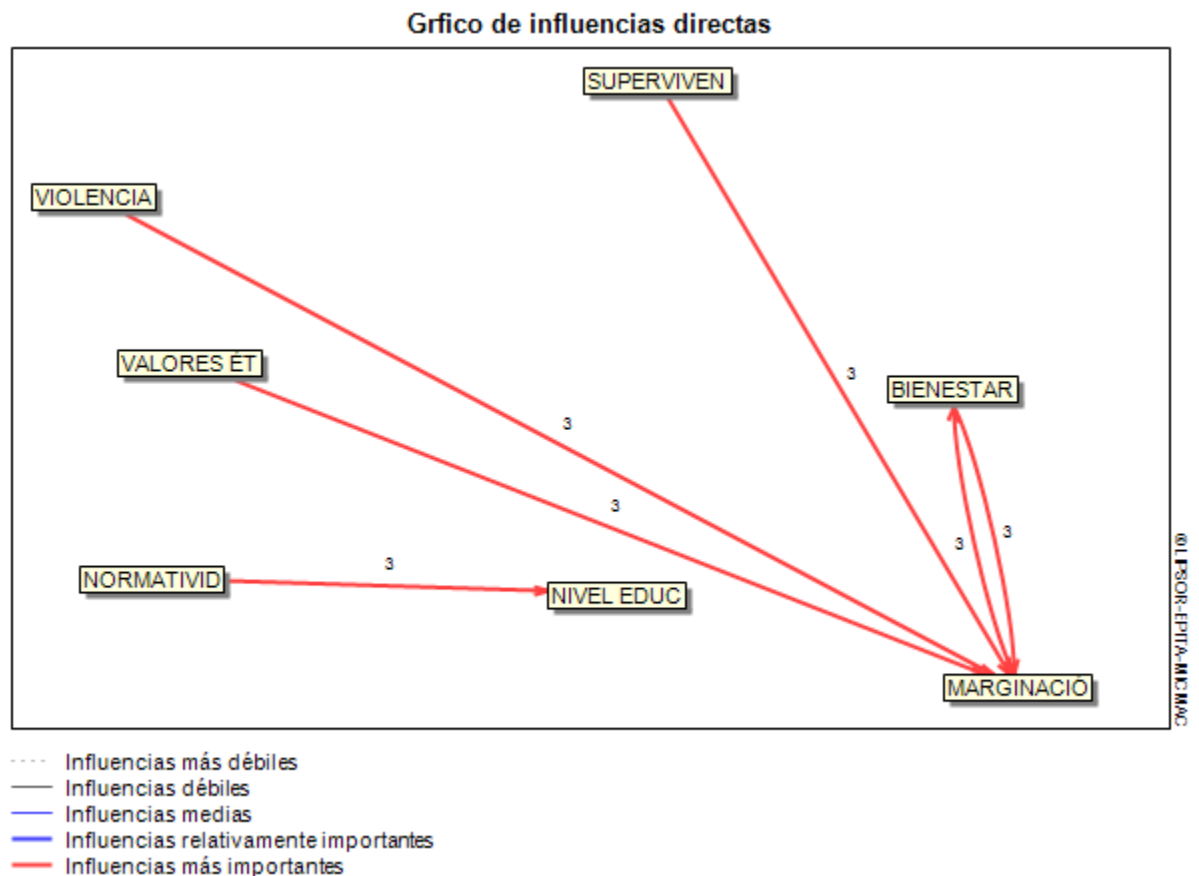 Grfico de influencias directas
SUPERVIVEN
VIOLENCIA
VALORES ÉT
3
BIENESTAR
3
3
3
3
3
NORMATIVID
NIVEL EDUC
MARGINACIÓ
©LIPSOR-EPITA-MICMAC
Influencias más débiles
Influencias débiles
Influencias medias
Influencias relativamente importantes
Influencias más importantes